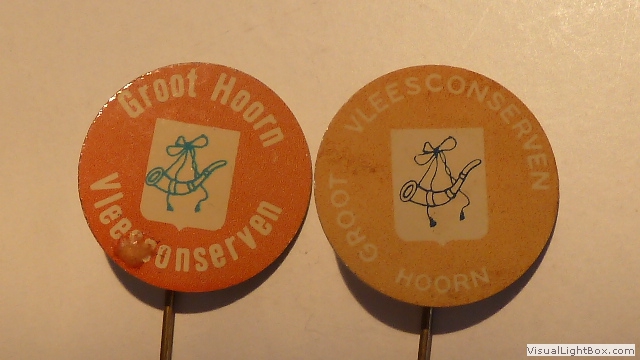 Groot Hoorn
Vleesconserven
VLEESCONSERVEN
GROOT
HOORN
VisualLightBox.com